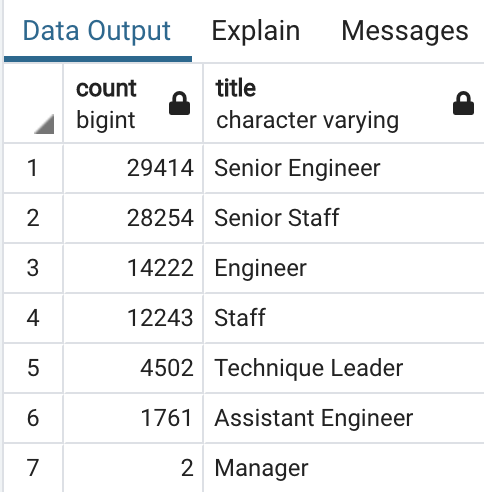 Data Output Explain Messages
count title
bigint character varying
1 29414 Senior Engineer
2 28254 Senior Staff
3 14222 Engineer
4 12243 Staff
5 4502 Technique Leader
6 1761 Assistant Engineer
7 2 Manager